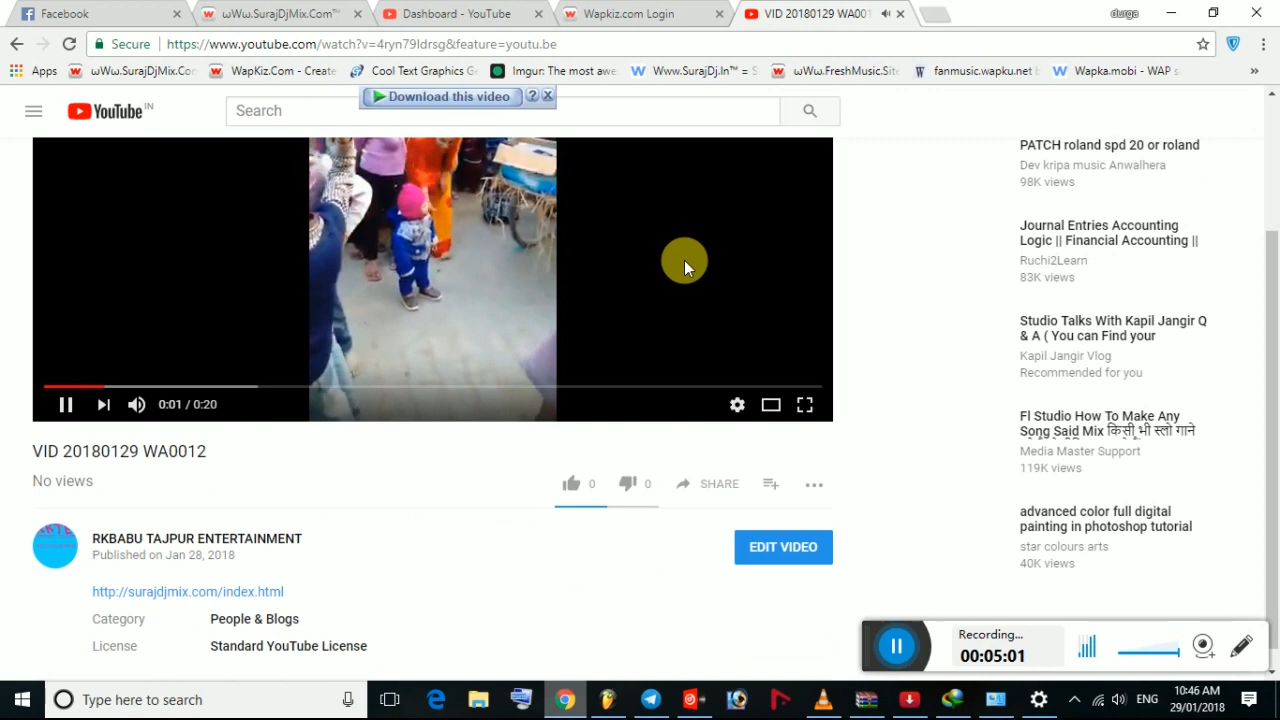 Facebook
ωWω.SurajDjMix.Com™
Dashboard - YouTube
Wapkiz.com Login
VID 20180129 WA001
durga
Secure
https://www.youtube.com/watch?v=4ryn79ldrsg&feature=youtu.be
Apps
ωWω.SurajDjMix.Cor
WapKiz.Com - Create
Cool Text Graphics G
Imgur: The most awe
Www.SurajDj.In™ = S
ωWω.FreshMusic.Site
fanmusic.wapku.net
Wapka.mobi - WAP s
»
Download this video
?
YouTube IN
Search
0:01 / 0:20
VID 20180129 WA0012
No views
0
0
SHARE
RKBABU TAJPUR ENTERTAINMENT
Published on Jan 28, 2018
EDIT VIDEO
http://surajdjmix.com/index.html
Category
People & Blogs
License
Standard YouTube License
PATCH roland spd 20 or roland
Dev kripa music Anwalhera
98K views
Journal Entries Accounting
Logic || Financial Accounting ||
Ruchi2Learn
83K views
Studio Talks With Kapil Jangir Q
& A ( You can Find your
Kapil Jangir Vlog
Recommended for you
Fl Studio How To Make Any
Song Said Mix किसी भी स्लो गाने
Media Master Support
119K views
advanced color full digital
painting in photoshop tutorial
star colours arts
40K views
Recording...
00:05:01
Type here to search
ENG
10:46 AM
29/01/2018